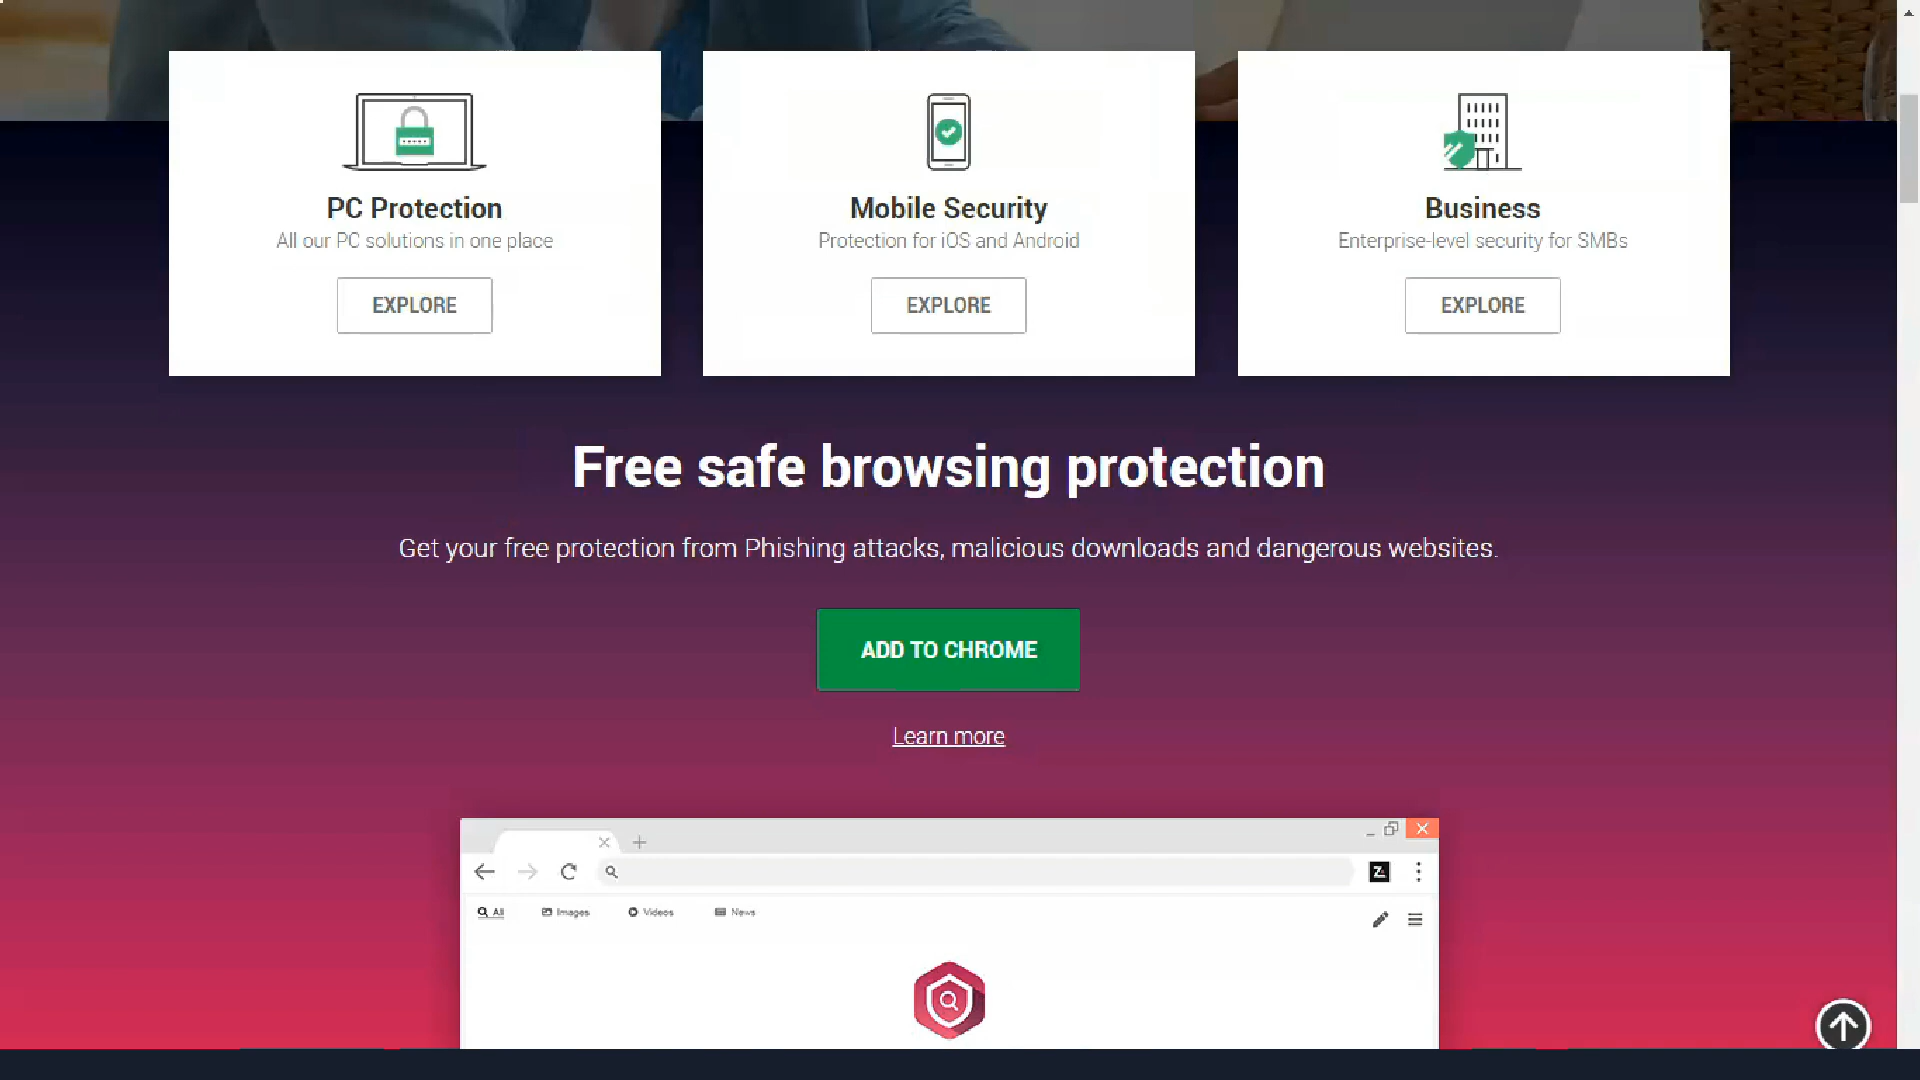 PC Protection
All our PC solutions in one place
EXPLORE
Mobile Security
Protection for iOS and Android
EXPLORE
Business
Enterprise-level security for SMBs
EXPLORE
Free safe browsing protection
Get your free protection from Phishing attacks, malicious downloads and dangerous websites.
ADD TO CHROME
Learn more
All Images Videos News